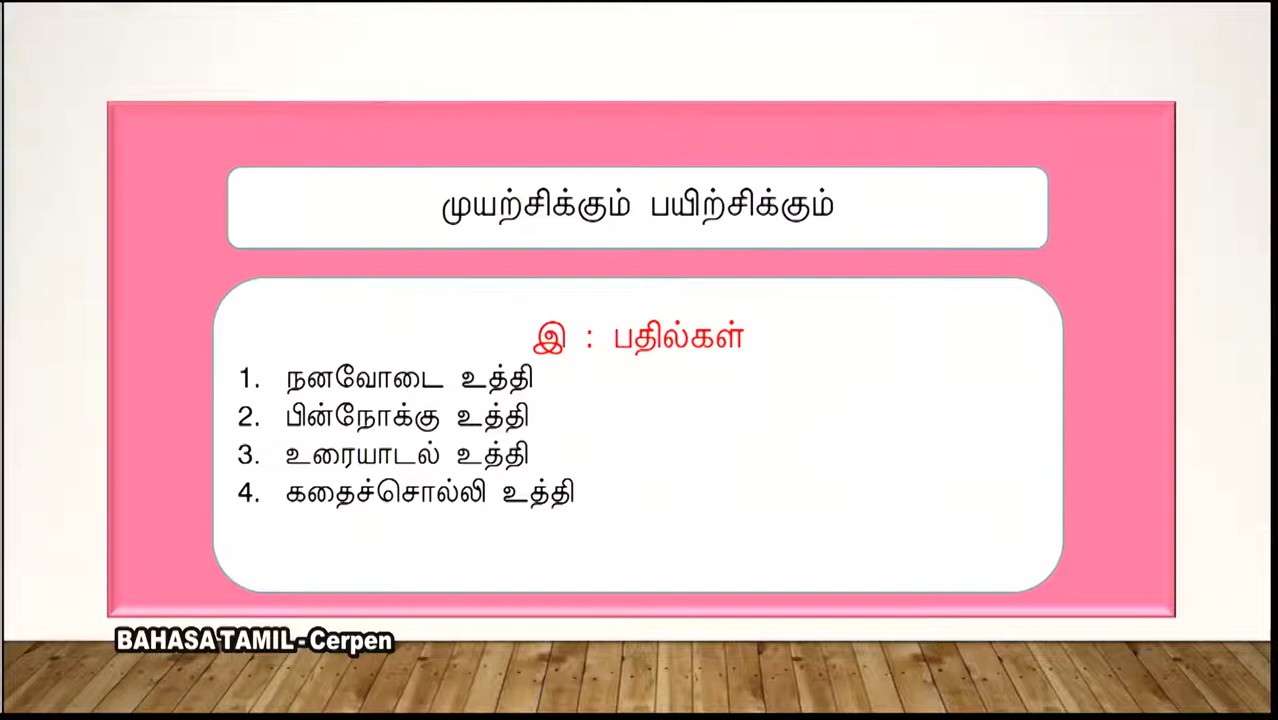 முயற்சிக்கும் பயிற்சிக்கும்
இ : பதில்கள்
1. நனவோடை உத்தி
2. பின்நோக்கு உத்தி
3. உரையாடல் உத்தி
4. கதைச்சொல்லி உத்தி
BAHASA TAMIL - Cerpen